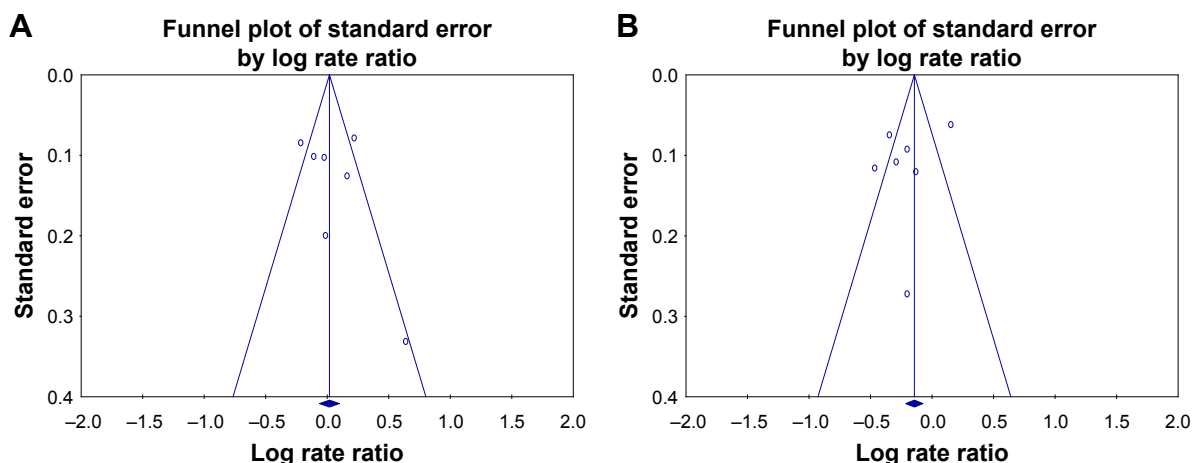 A
Funnel plot of standard error
by log rate ratio
0.0
0.1
0.2
0.3
0.4
Standard error
–2.0 –1.5 –1.0 –0.5 0.0 0.5 1.0 1.5 2.0
Log rate ratio
B
Funnel plot of standard error
by log rate ratio
0.0
0.1
0.2
0.3
0.4
Standard error
–2.0 –1.5 –1.0 –0.5 0.0 0.5 1.0 1.5 2.0
Log rate ratio